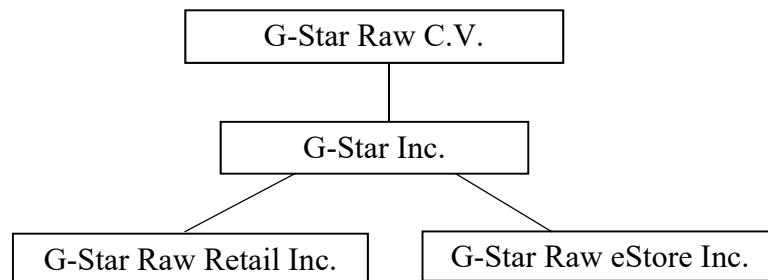 G-Star Raw C.V.
G-Star Inc.
G-Star Raw Retail Inc.
G-Star Raw eStore Inc.